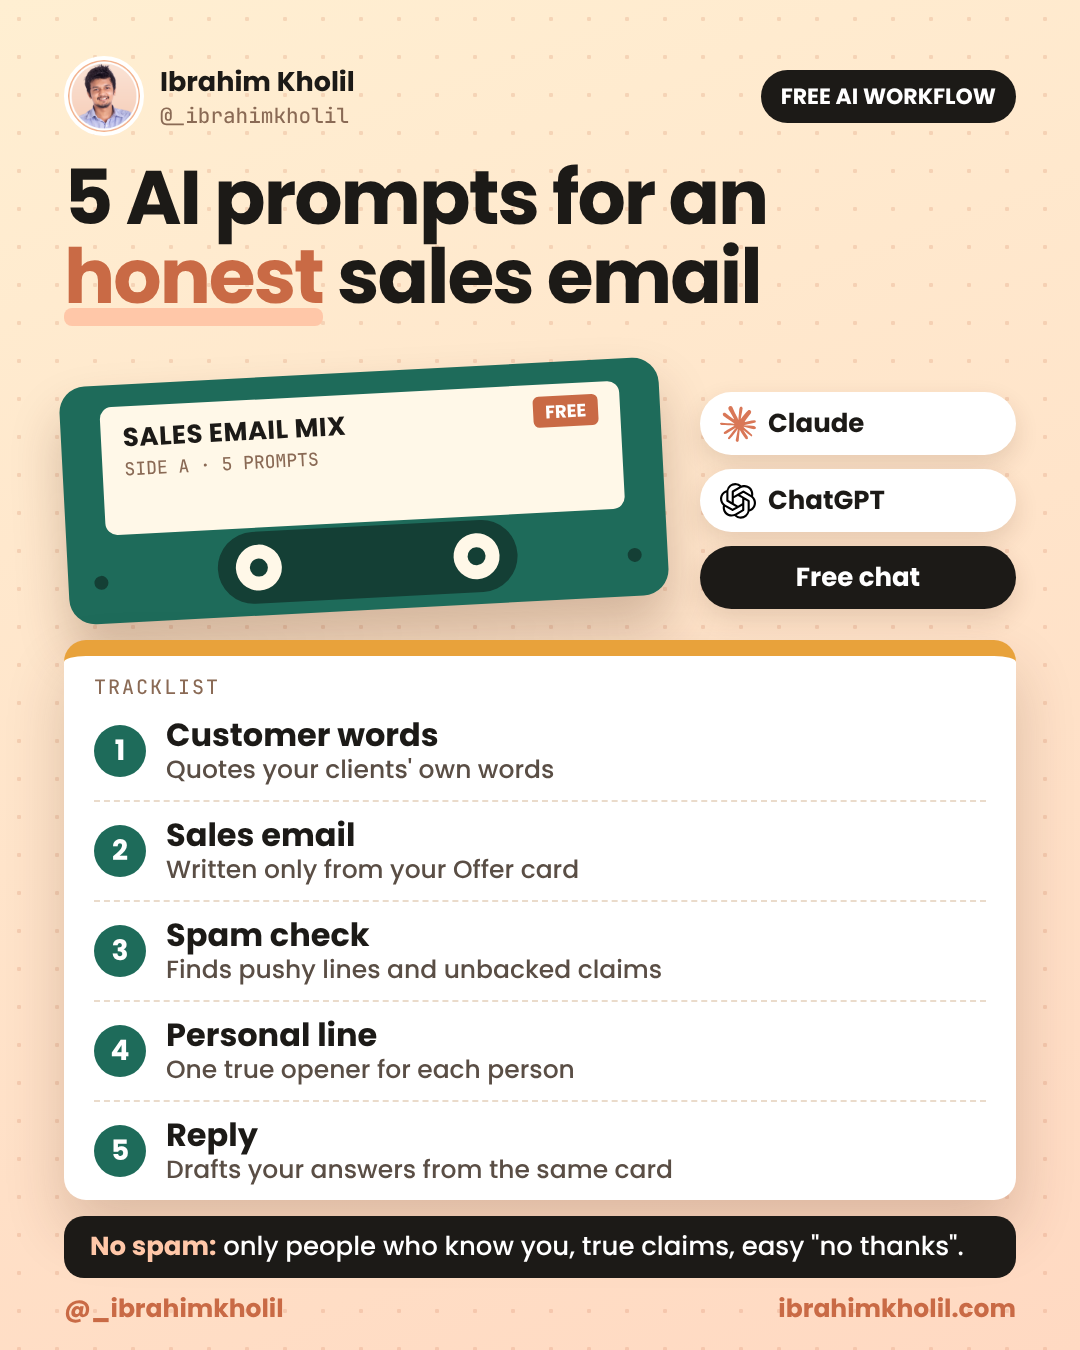 Ibrahim Kholil
@_ibrahimkholil
FREE AI WORKFLOW
5 AI prompts for an
honest sales email
SALES EMAIL MIX
FREE
SIDE A · 5 PROMPTS
Claude
ChatGPT
Free chat
TRACKLIST
1
Customer words
Quotes your clients' own words
2
Sales email
Written only from your Offer card
3
Spam check
Finds pushy lines and unbacked claims
4
Personal line
One true opener for each person
5
Reply
Drafts your answers from the same card
No spam: only people who know you, true claims, easy "no thanks".
@_ibrahimkholil
ibrahimkholil.com